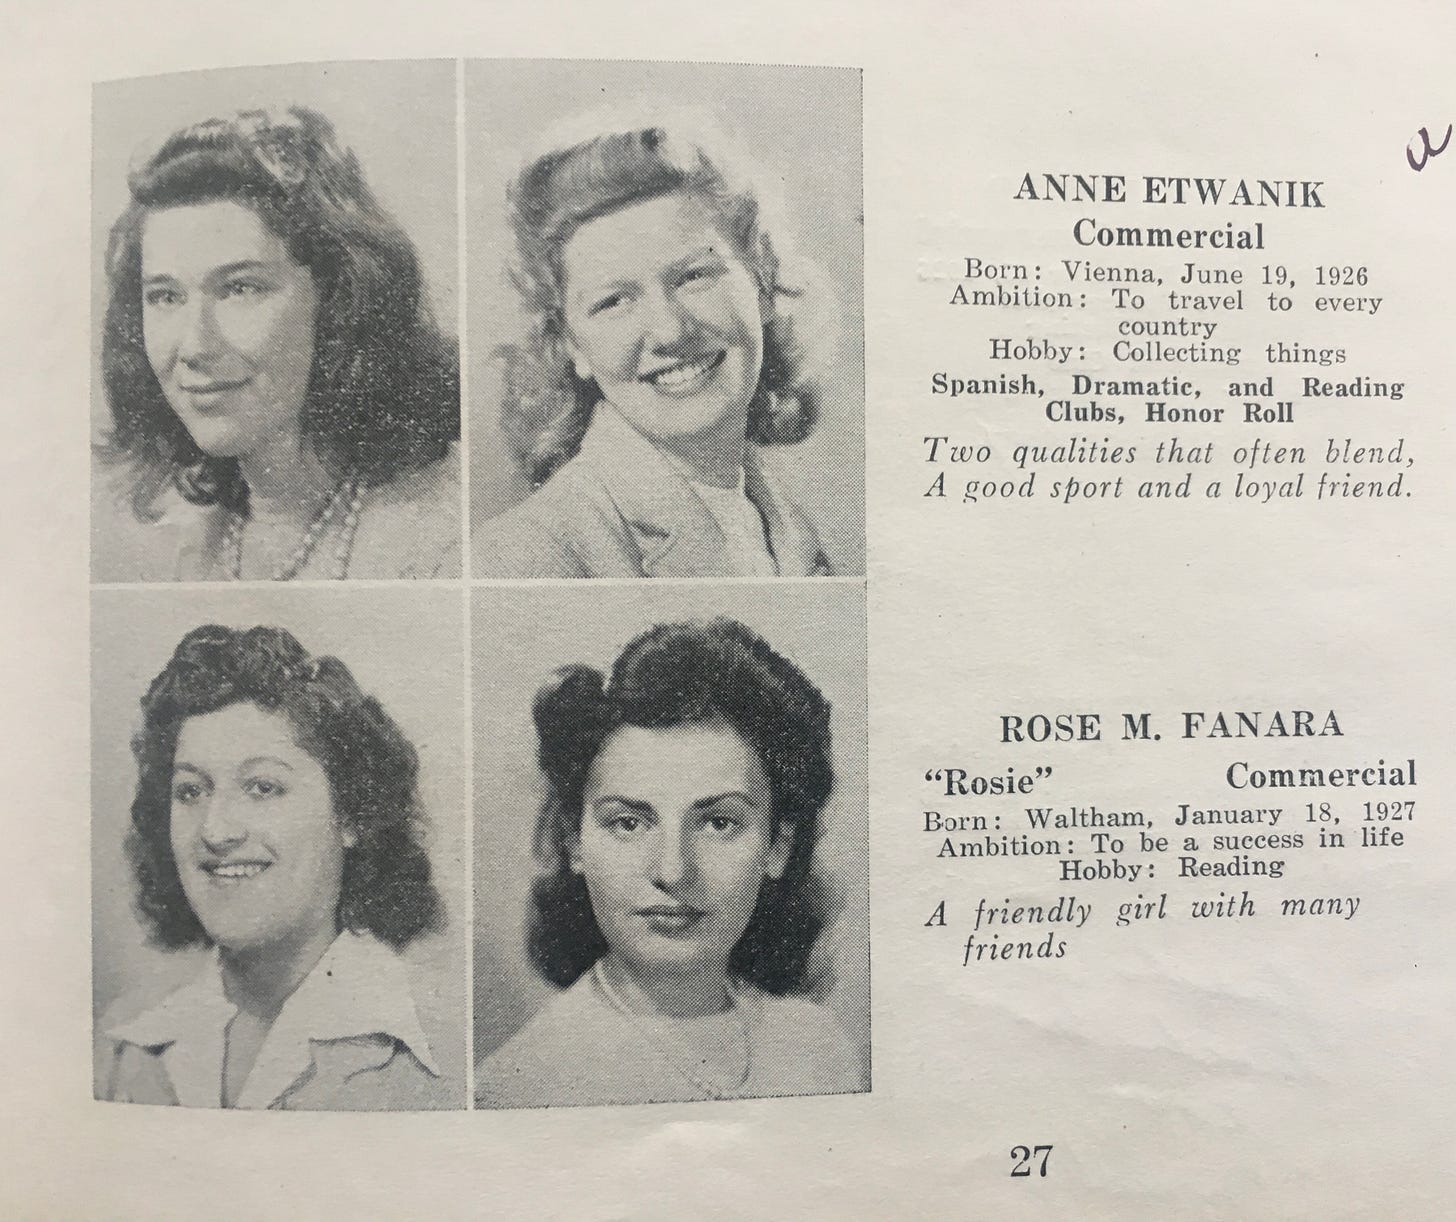 a
ANNE ETWANIK
Commercial
Born: Vienna, June 19, 1926
Ambition: To travel to every
country
Hobby: Collecting things
Spanish, Dramatic, and Reading
Clubs, Honor Roll
Two qualities that often blend,
A good sport and a loyal friend.
ROSE M. FANARA
“Rosie” Commercial
Born: Waltham, January 18, 1927
Ambition: To be a success in life
Hobby: Reading
A friendly girl with many
friends
27